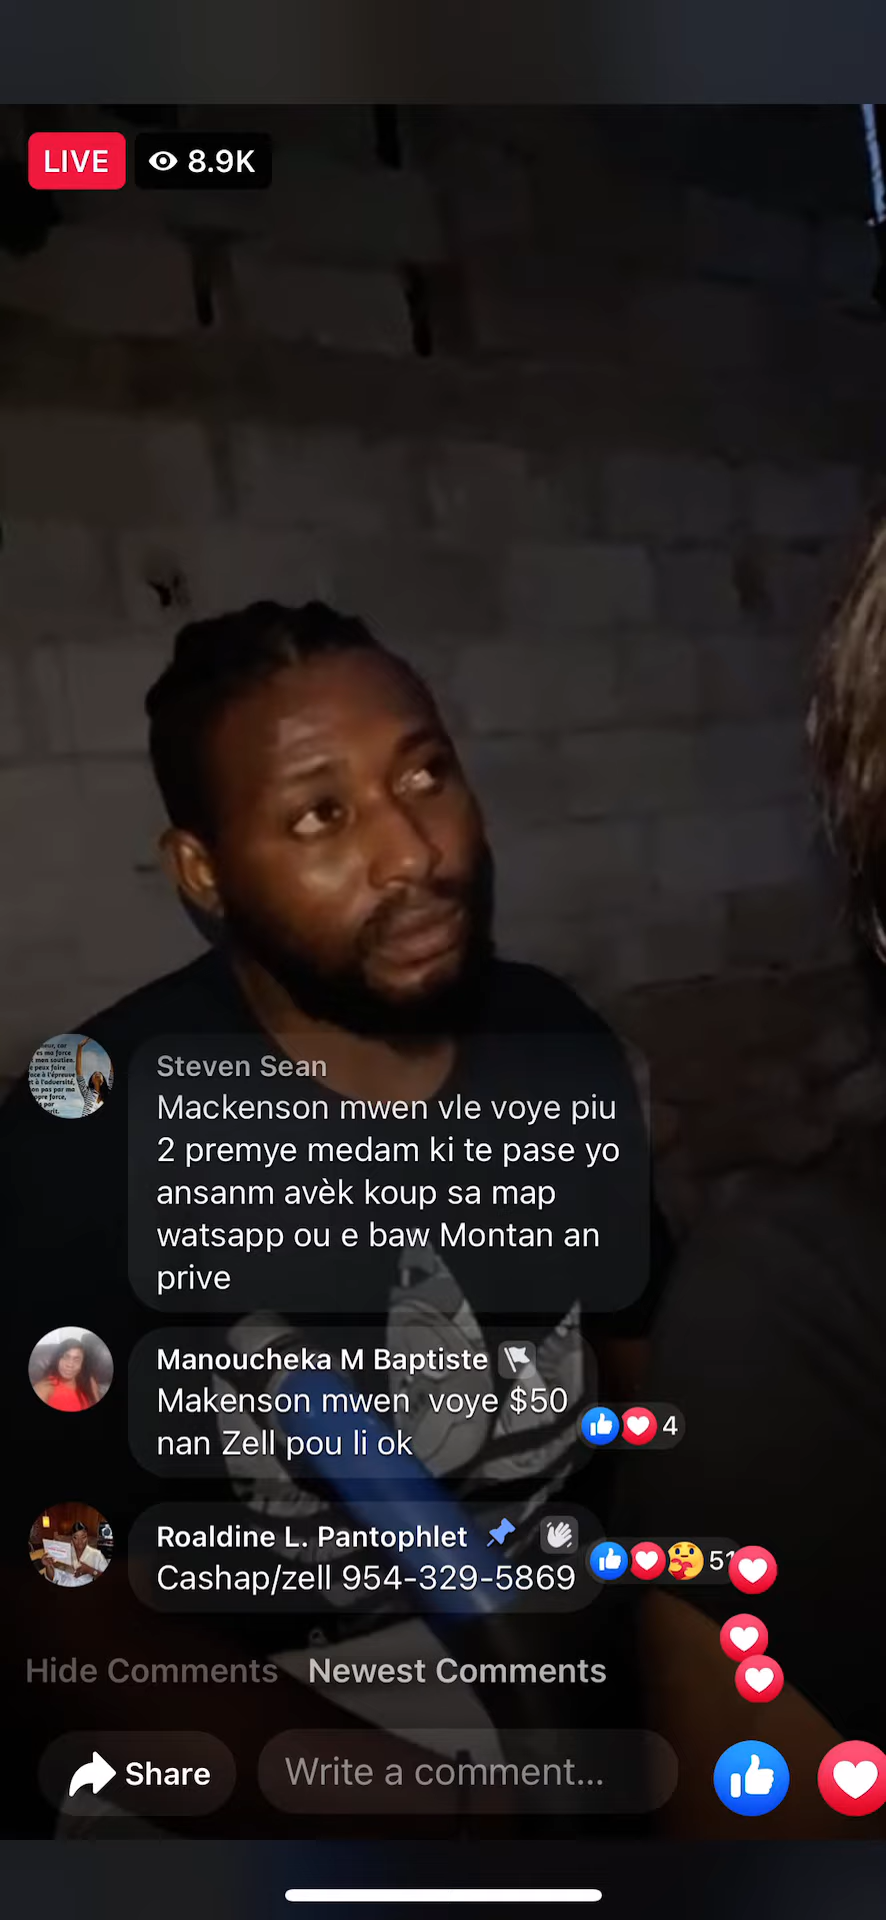 LIVE 8.9K
Steven Sean
Mackenson mwen vle voye piu
2 premye medam ki te pase yo
ansanm avèk koup sa map
watsapp ou e baw Montan an
prive
Manoucheka M Baptiste
Makenson mwen voye $50
nan Zell pou li ok
4
Roaldine L. Pantophlet
Cashap/zell 954-329-5869
Hide Comments Newest Comments
Share Write a comment...